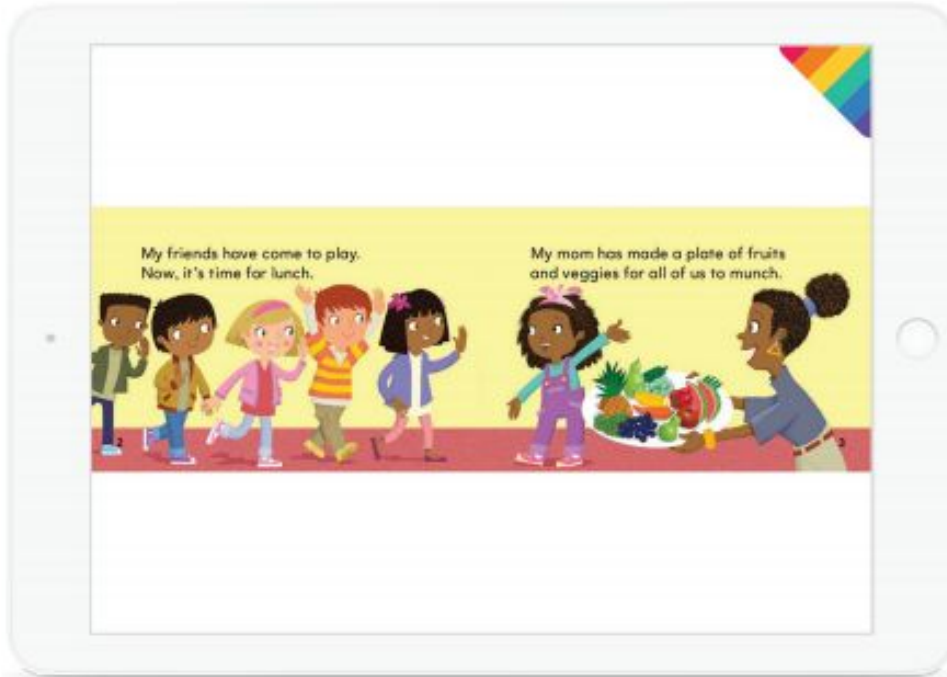 My friends have come to play.
Now, it's time for lunch.
My mom has made a plate of fruits
and veggies for all of us to munch.
2
3